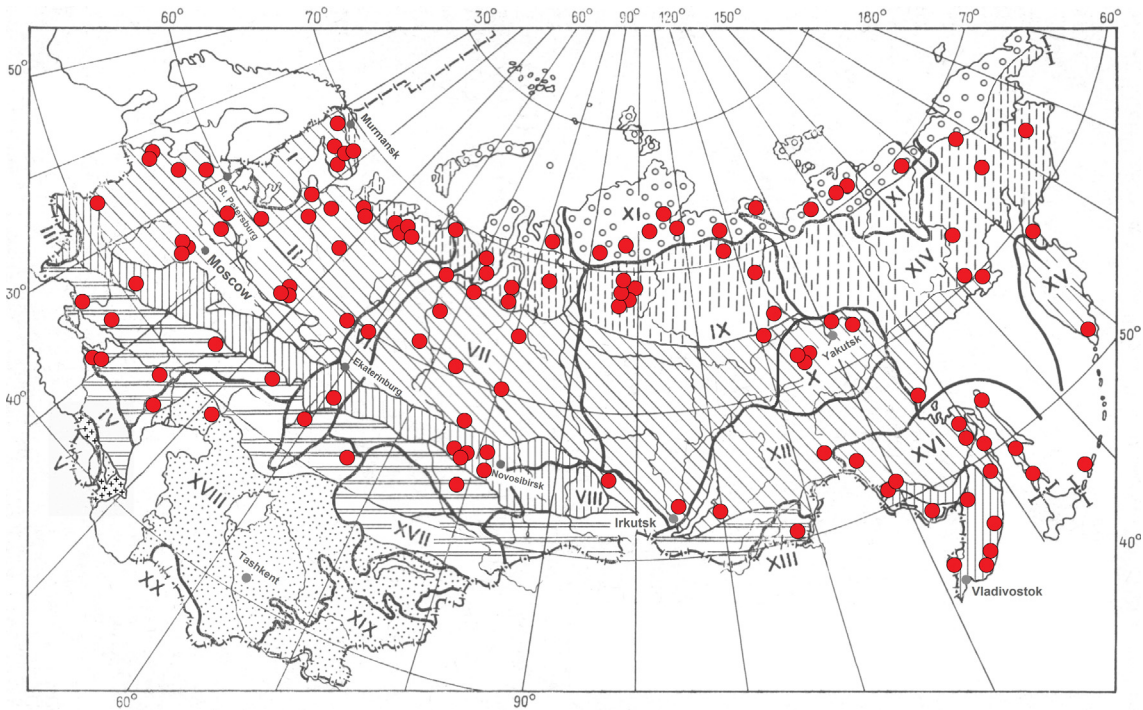 60° 70° 30° 60° 90° 120° 150° 180° 70° 60°
I
50°
Murmansk
I
St Petersburg
XI
XI
III
II
Moscow
XIV
XV
30°
IX
50°
VI
VII
Yakutsk
X
Ekaterinburg
40°
IV
XVI
V
XII
Novosibirsk
XVIII
VIII
Irkutsk
XVII
40°
XIII
Tashkent
XX
Vladivostok
XIX
60° 90°